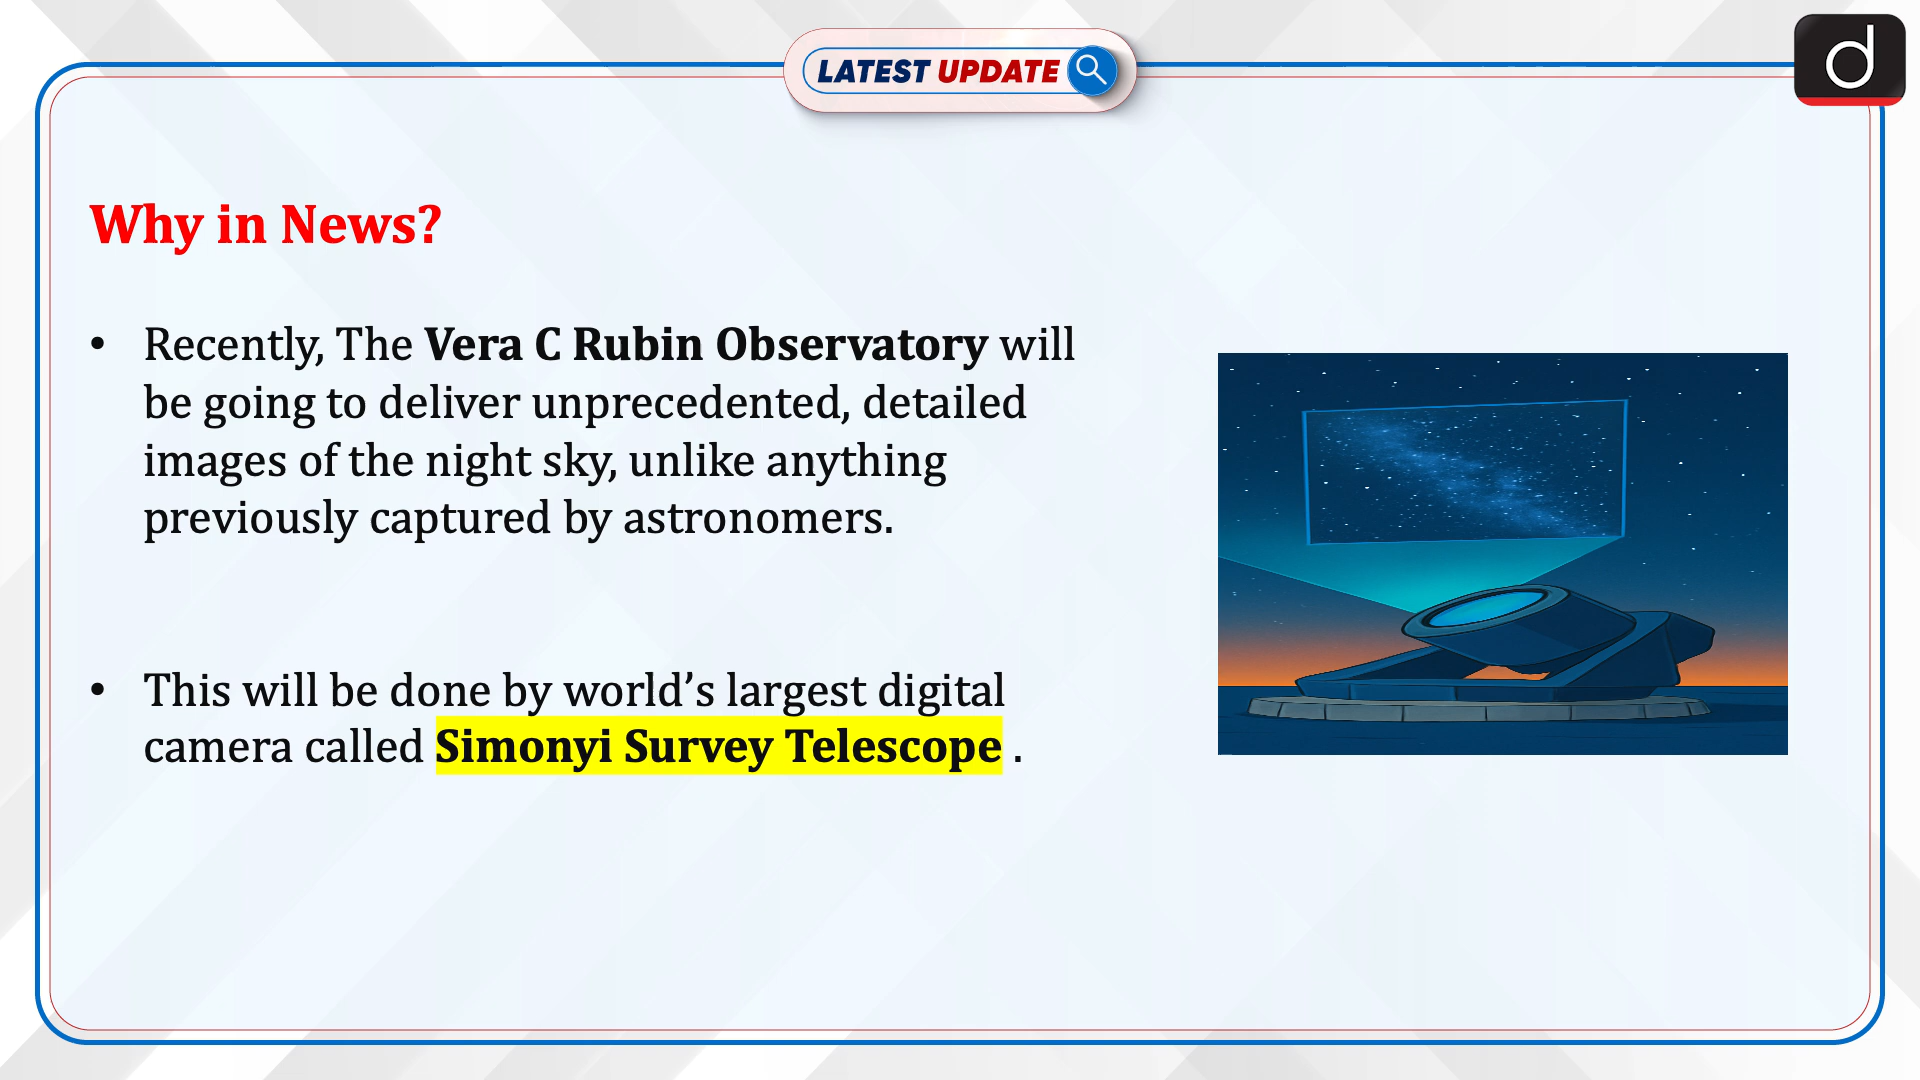 LATEST UPDATE
d
Why in News?
• Recently, The Vera C Rubin Observatory will
be going to deliver unprecedented, detailed
images of the night sky, unlike anything
previously captured by astronomers.
• This will be done by world’s largest digital
camera called Simonyi Survey Telescope .